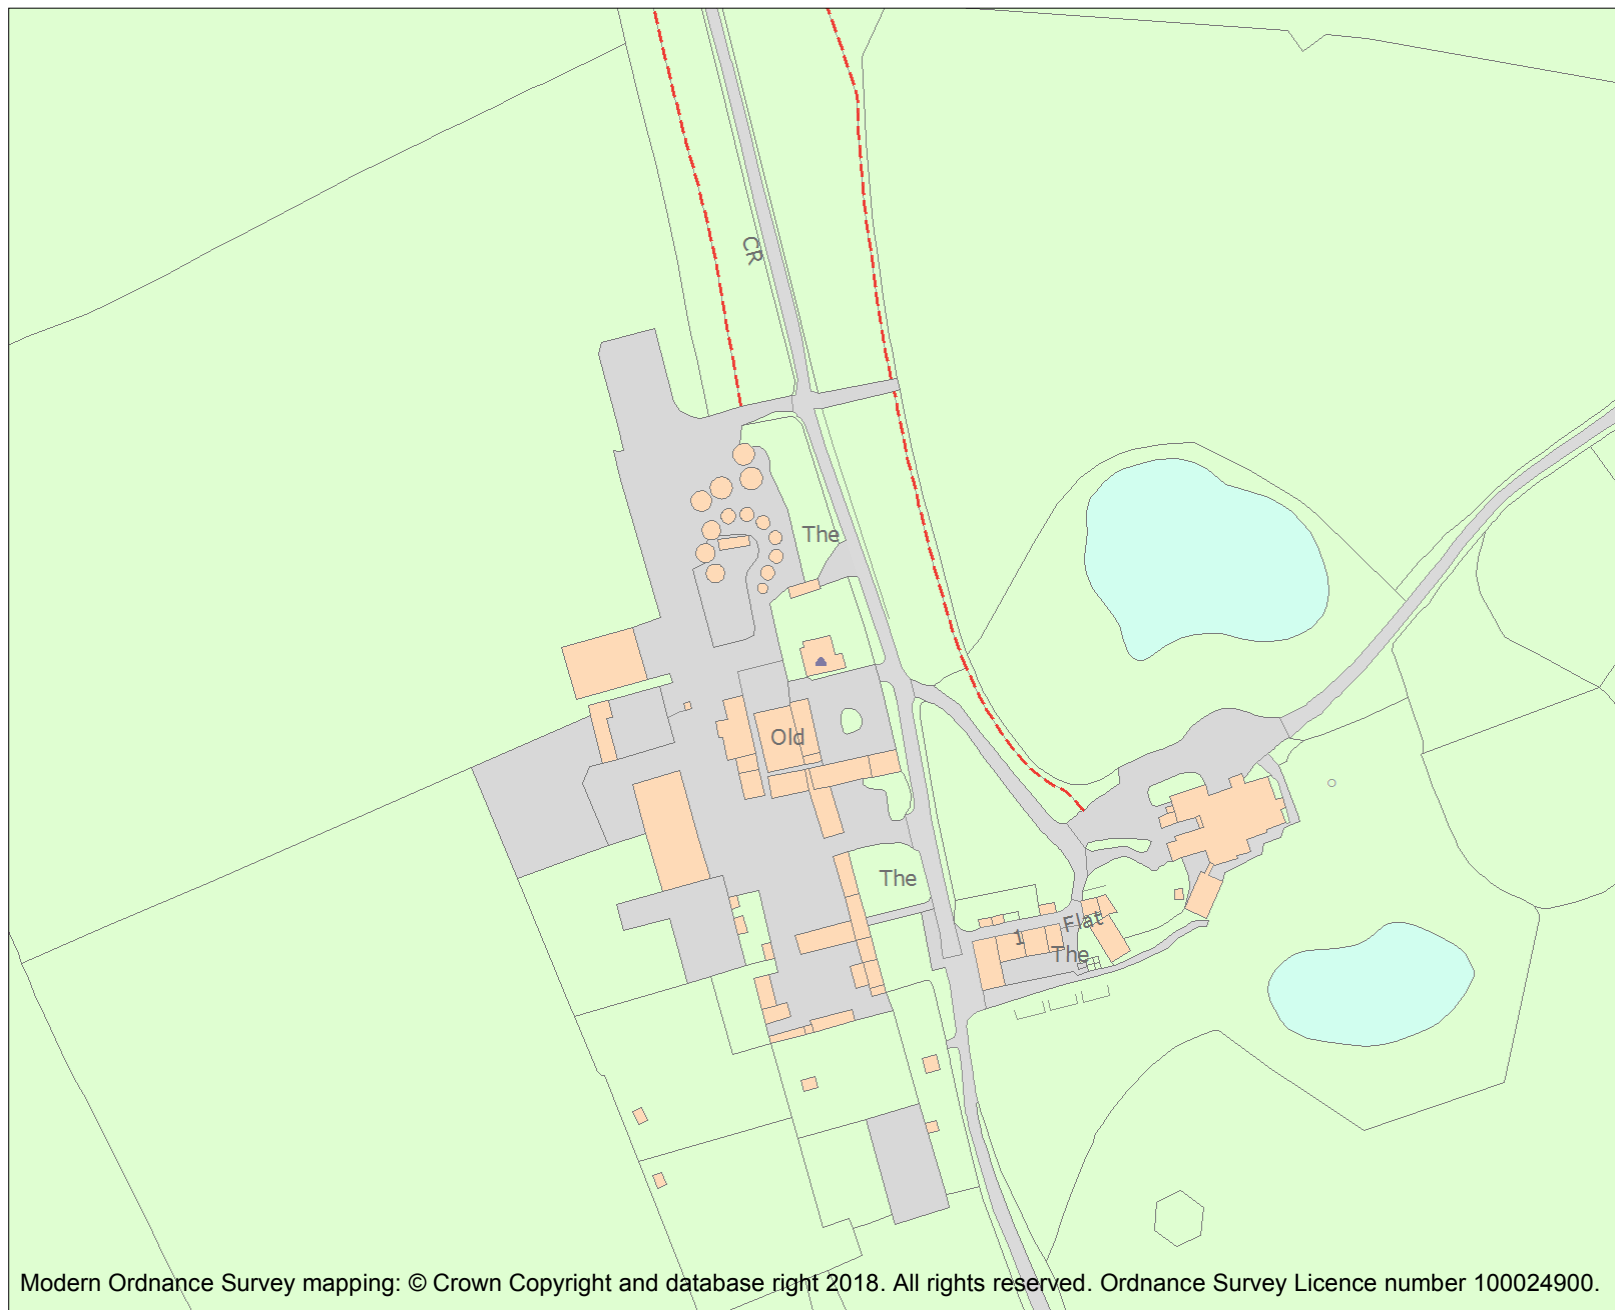 CR
The
Old
The
Flat
1
The
Modern Ordnance Survey mapping: © Crown Copyright and database right 2018. All rights reserved. Ordnance Survey Licence number 100024900.